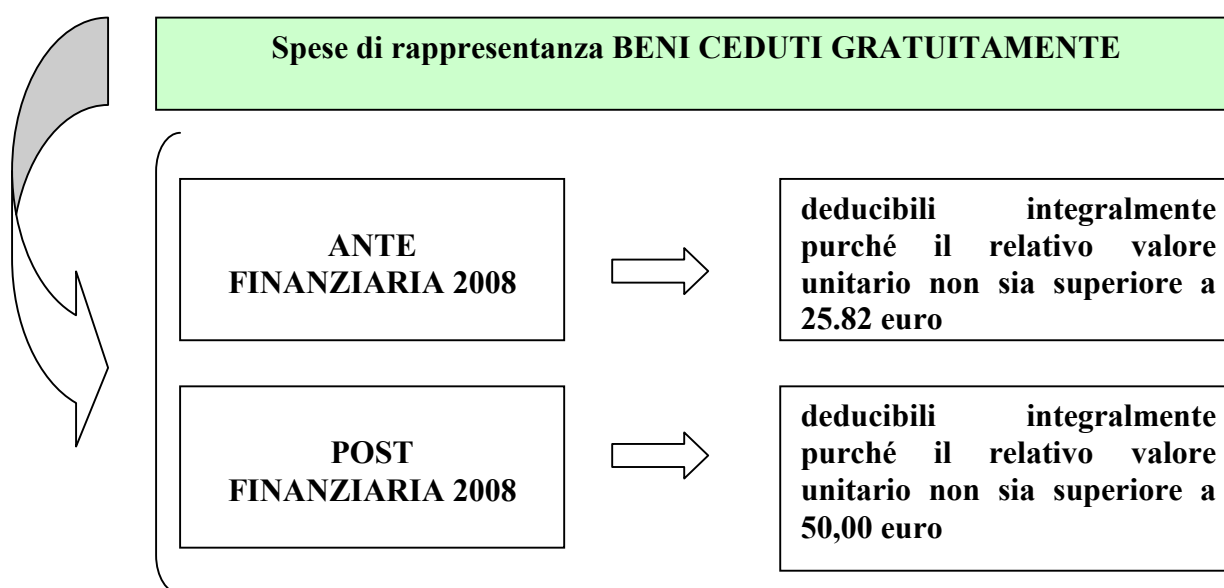 Spese di rappresentanza BENI CEDUTI GRATUITAMENTE
ANTE
FINANZIARIA 2008
deducibili integralmente
purché il relativo valore
unitario non sia superiore a
25.82 euro
POST
FINANZIARIA 2008
deducibili integralmente
purché il relativo valore
unitario non sia superiore a
50,00 euro